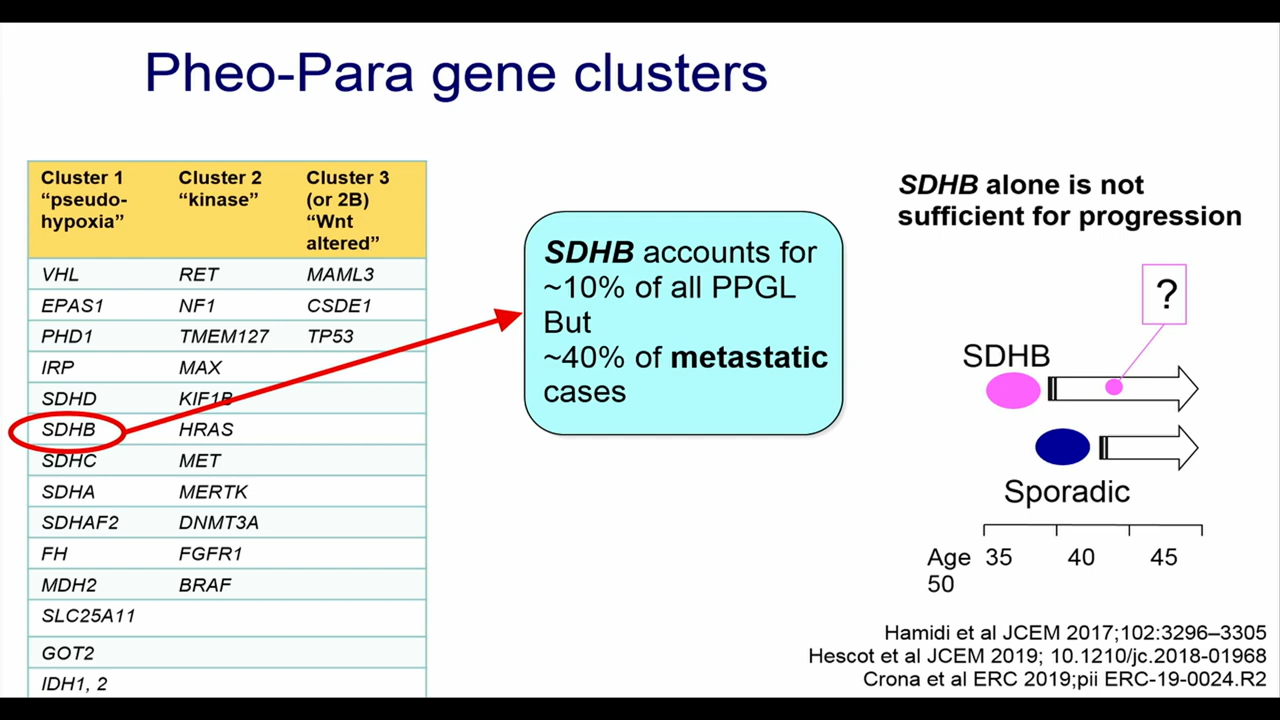 Pheo-Para gene clusters
Cluster 1 Cluster 2 Cluster 3
“pseudo- “kinase” (or 2B)
hypoxia” “Wnt
altered”
VHL RET MAML3
EPAS1 NF1 CSDE1
PHD1 TMEM127 TP53
IRP MAX
SDHD KIF1B
SDHB HRAS
SDHC MET
SDHA MERTK
SDHAF2 DNMT3A
FH FGFR1
MDH2 BRAF
SLC25A11
GOT2
IDH1, 2
SDHB accounts for
~10% of all PPGL
But
~40% of metastatic
cases
SDHB alone is not
sufficient for progression
?
SDHB
Sporadic
Age 35 40 45
50
Hamidi et al JCEM 2017;102:3296–3305
Hescot et al JCEM 2019; 10.1210/jc.2018-01968
Crona et al ERC 2019;pii ERC-19-0024.R2